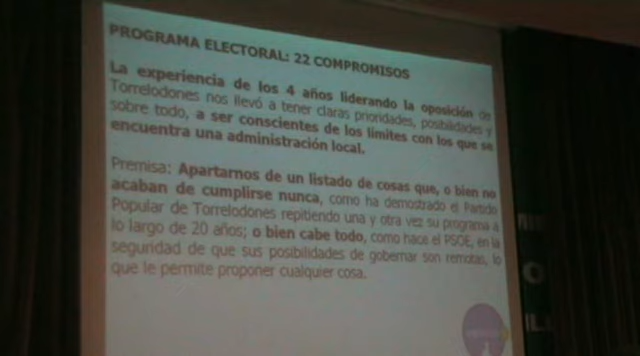 PROGRAMA ELECTORAL: 22 COMPROMISOS
La experiencia de los 4 años liderando la oposición de
Torrelodones nos llevó a tener claras prioridades, posibilidades y
sobre todo, a ser conscientes de los límites con los que se
encuentra una administración local.
Premisa: Apartarnos de un listado de cosas que, o bien no
acaban de cumplirse nunca, como ha demostrado el Partido
Popular de Torrelodones repitiendo una y otra vez su programa a
lo largo de 20 años; o bien cabe todo, como hace el PSOE, en la
seguridad de que sus posibilidades de gobernar son remotas, lo
que le permite proponer cualquier cosa.